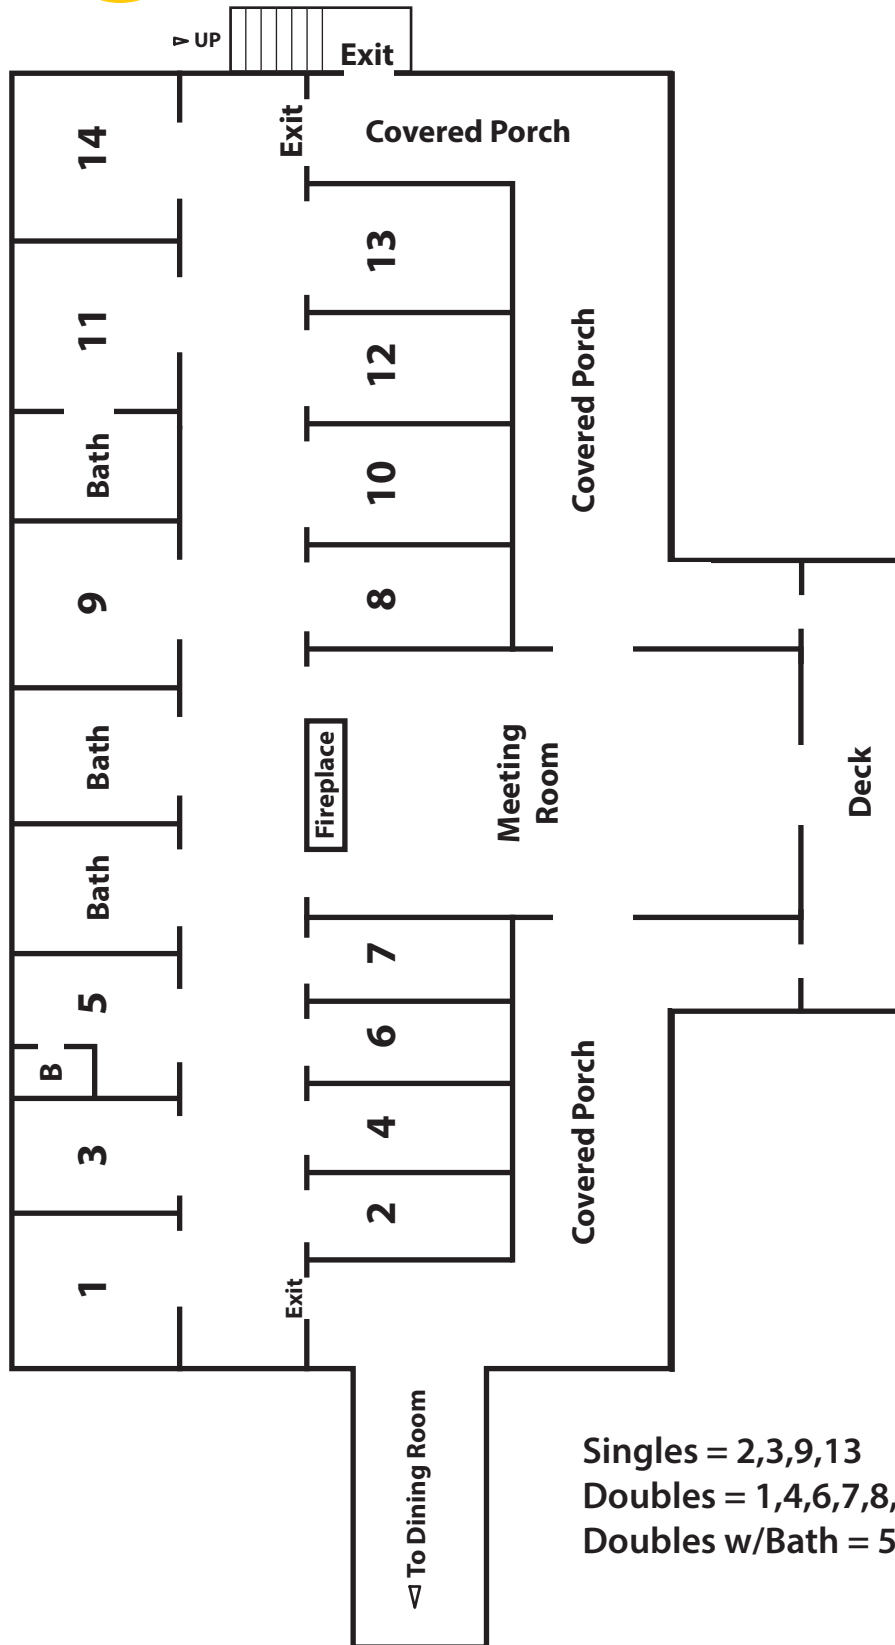 UP
Exit
Exit
Covered Porch
14
13
11
12
Covered Porch
Bath
10
9
8
Bath
Fireplace
Meeting
Room
Deck
Bath
7
5
6
B
Covered Porch
3
4
2
1
Exit
To Dining Room
Singles = 2,3,9,13
Doubles = 1,4,6,7,8,
Doubles w/Bath = 5